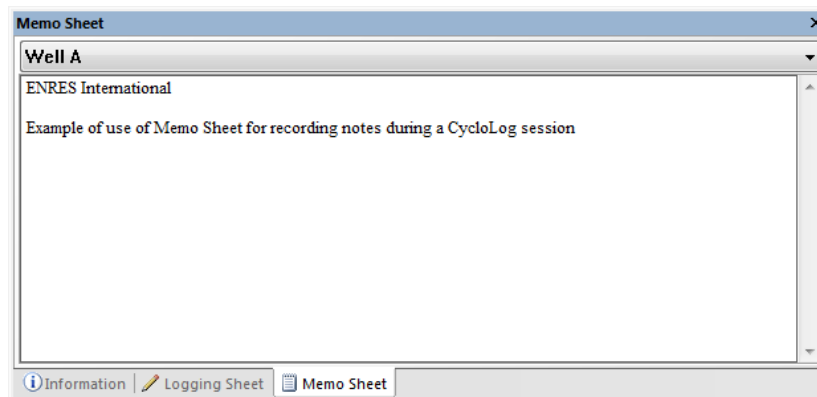 Memo Sheet
Well A
ENRES International
Example of use of Memo Sheet for recording notes during a CycloLog session
Information Logging Sheet Memo Sheet